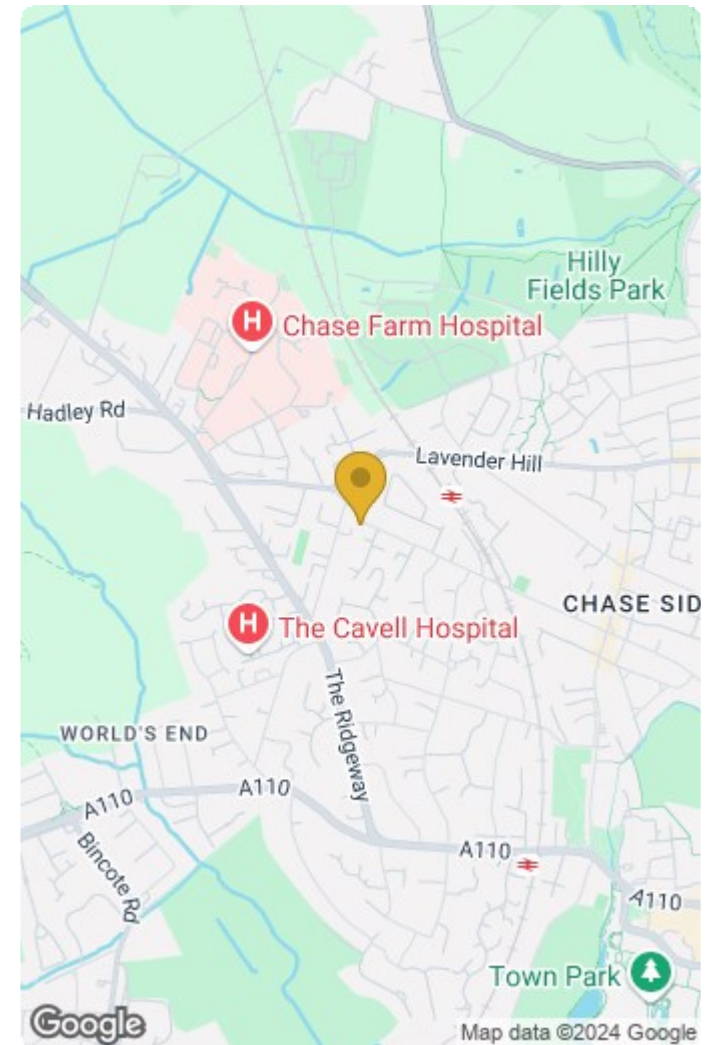 Hilly
Fields Park
H
Chase Farm Hospital
Hadley Rd
Lavender Hill
CHASE SID
H
The Cavell Hospital
The Ridgeway
WORLD'S END
A110
A110
Bincote Rd
A110
A110
Town Park
Google
Map data ©2024 Google